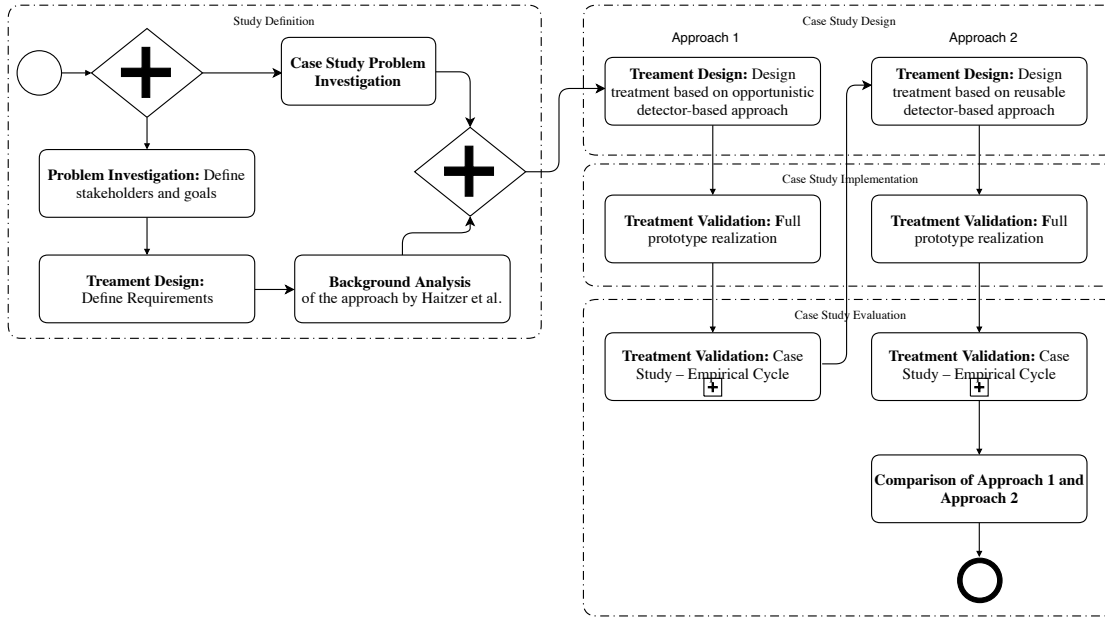 Study Definition
Case Study Problem
Investigation
Problem Investigation: Define
stakeholders and goals
Treament Design:
Define Requirements
Background Analysis
of the approach by Haitzer et al.
Case Study Design
Approach 1
Approach 2
Treament Design: Design
treatment based on opportunistic
detector-based approach
Treament Design: Design
treatment based on reusable
detector-based approach
Case Study Implementation
Treatment Validation: Full
prototype realization
Treatment Validation: Full
prototype realization
Case Study Evaluation
Treatment Validation: Case
Study – Empirical Cycle
Treatment Validation: Case
Study – Empirical Cycle
Comparison of Approach 1 and
Approach 2